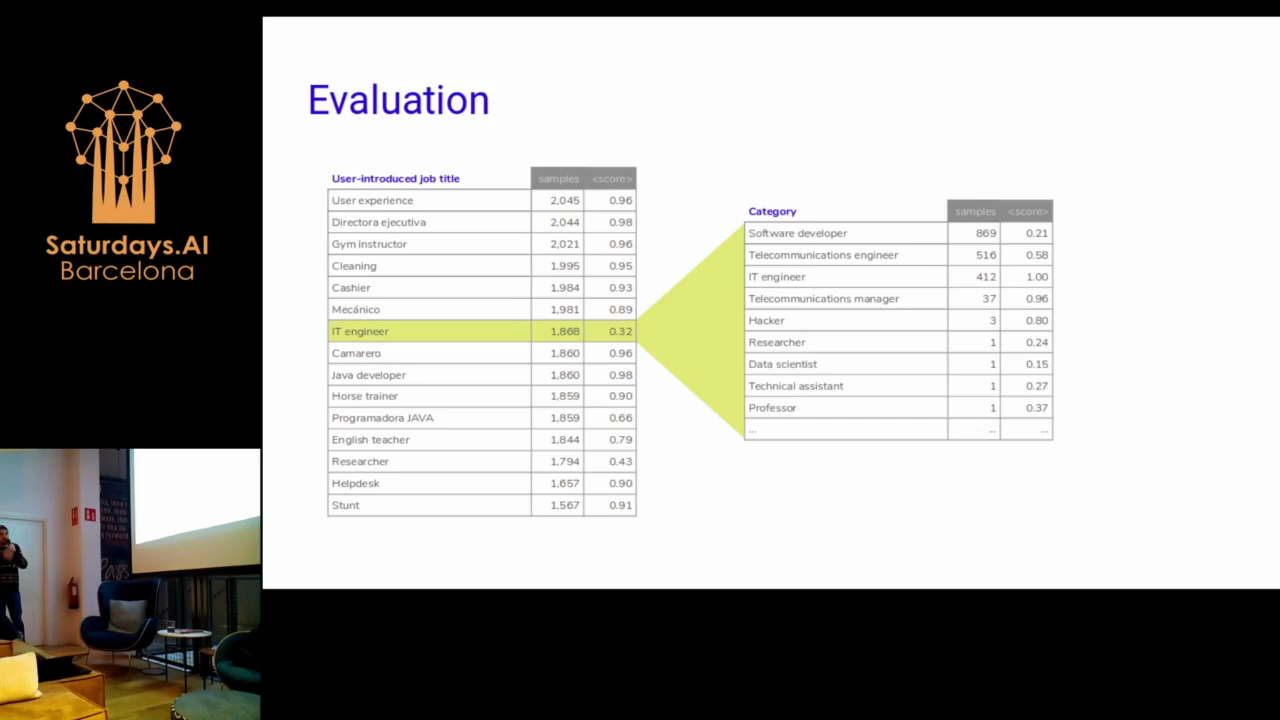 Saturdays.AI
Barcelona
Evaluation
User-introduced job title samples <score>
User experience 2,045 0.96
Directora ejecutiva 2,044 0.98
Gym instructor 2,021 0.96
Cleaning 1,995 0.95
Cashier 1,984 0.93
Mecánico 1,981 0.89
IT engineer 1,868 0.32
Camarero 1,860 0.96
Java developer 1,860 0.98
Horse trainer 1,859 0.90
Programadora JAVA 1,859 0.66
English teacher 1,844 0.79
Researcher 1,794 0.43
Helpdesk 1,657 0.90
Stunt 1,567 0.91
Category samples <score>
Software developer 869 0.21
Telecommunications engineer 516 0.58
IT engineer 412 1.00
Telecommunications manager 37 0.96
Hacker 3 0.80
Researcher 1 0.24
Data scientist 1 0.15
Technical assistant 1 0.27
Professor 1 0.37
... ... ...